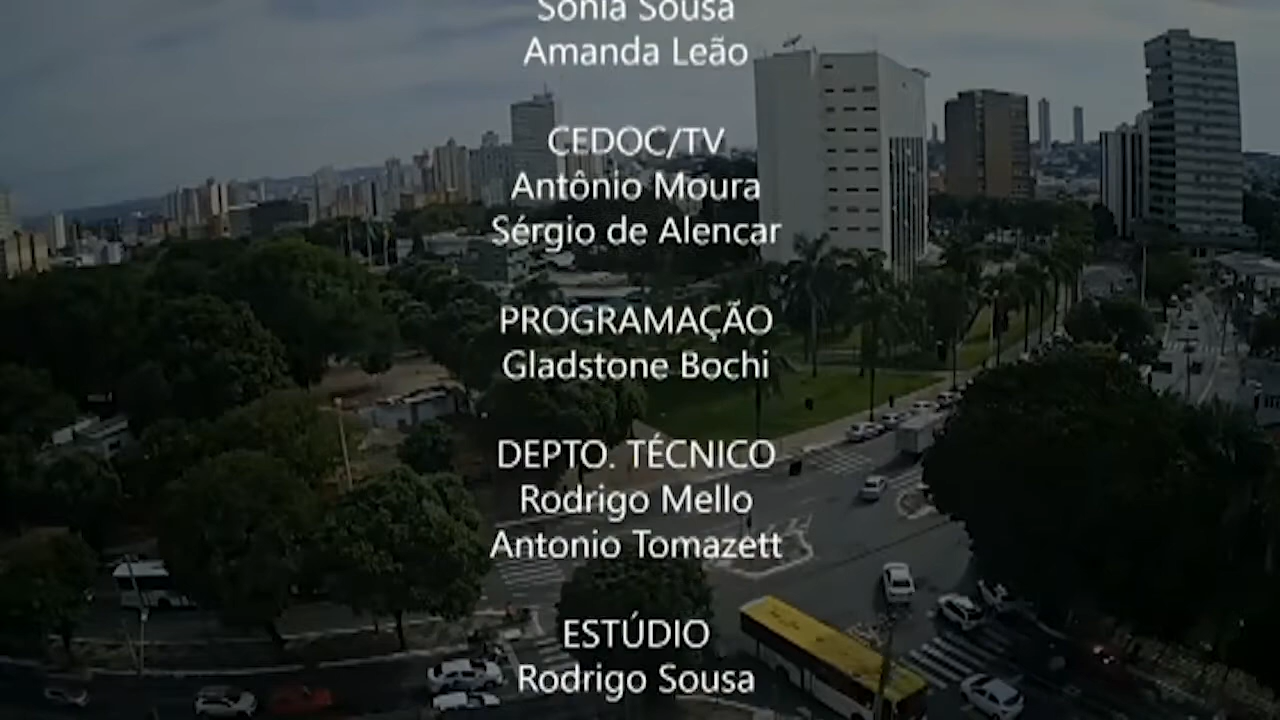 Sônia Sousa
Amanda Leão
CEDOC/TV
Antônio Moura
Sérgio de Alencar
PROGRAMAÇÃO
Gladstone Bochi
DEPTO. TÉCNICO
Rodrigo Mello
Antonio Tomazett
ESTÚDIO
Rodrigo Sousa